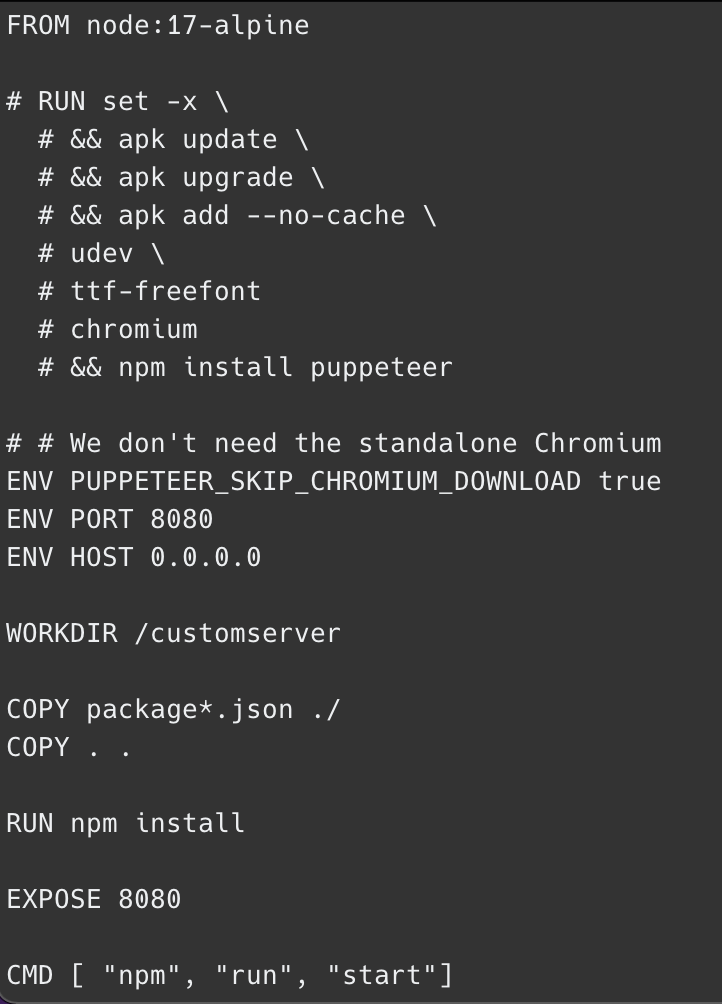 FROM node:17-alpine
# RUN set -x \
# && apk update \
# && apk upgrade \
# && apk add --no-cache \
# udev \
# ttf-freefont
# chromium
# && npm install puppeteer
# # We don't need the standalone Chromium
ENV PUPPETEER_SKIP_CHROMIUM_DOWNLOAD true
ENV PORT 8080
ENV HOST 0.0.0.0
WORKDIR /customserver
COPY package*.json ./
COPY . .
RUN npm install
EXPOSE 8080
CMD [ "npm", "run", "start"]